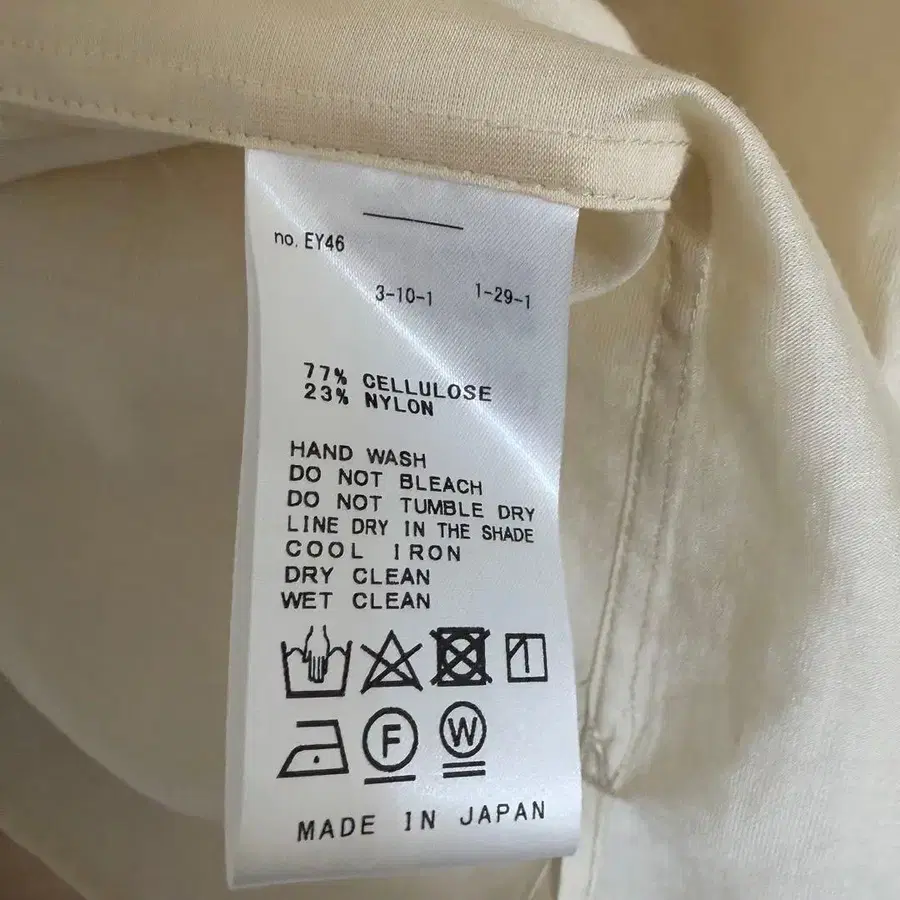 no. EY46
3-10-1 1-29-1
77% CELLULOSE
23% NYLON
HAND WASH
DO NOT BLEACH
DO NOT TUMBLE DRY
LINE DRY IN THE SHADE
COOL IRON
DRY CLEAN
WET CLEAN
F W
MADE IN JAPAN